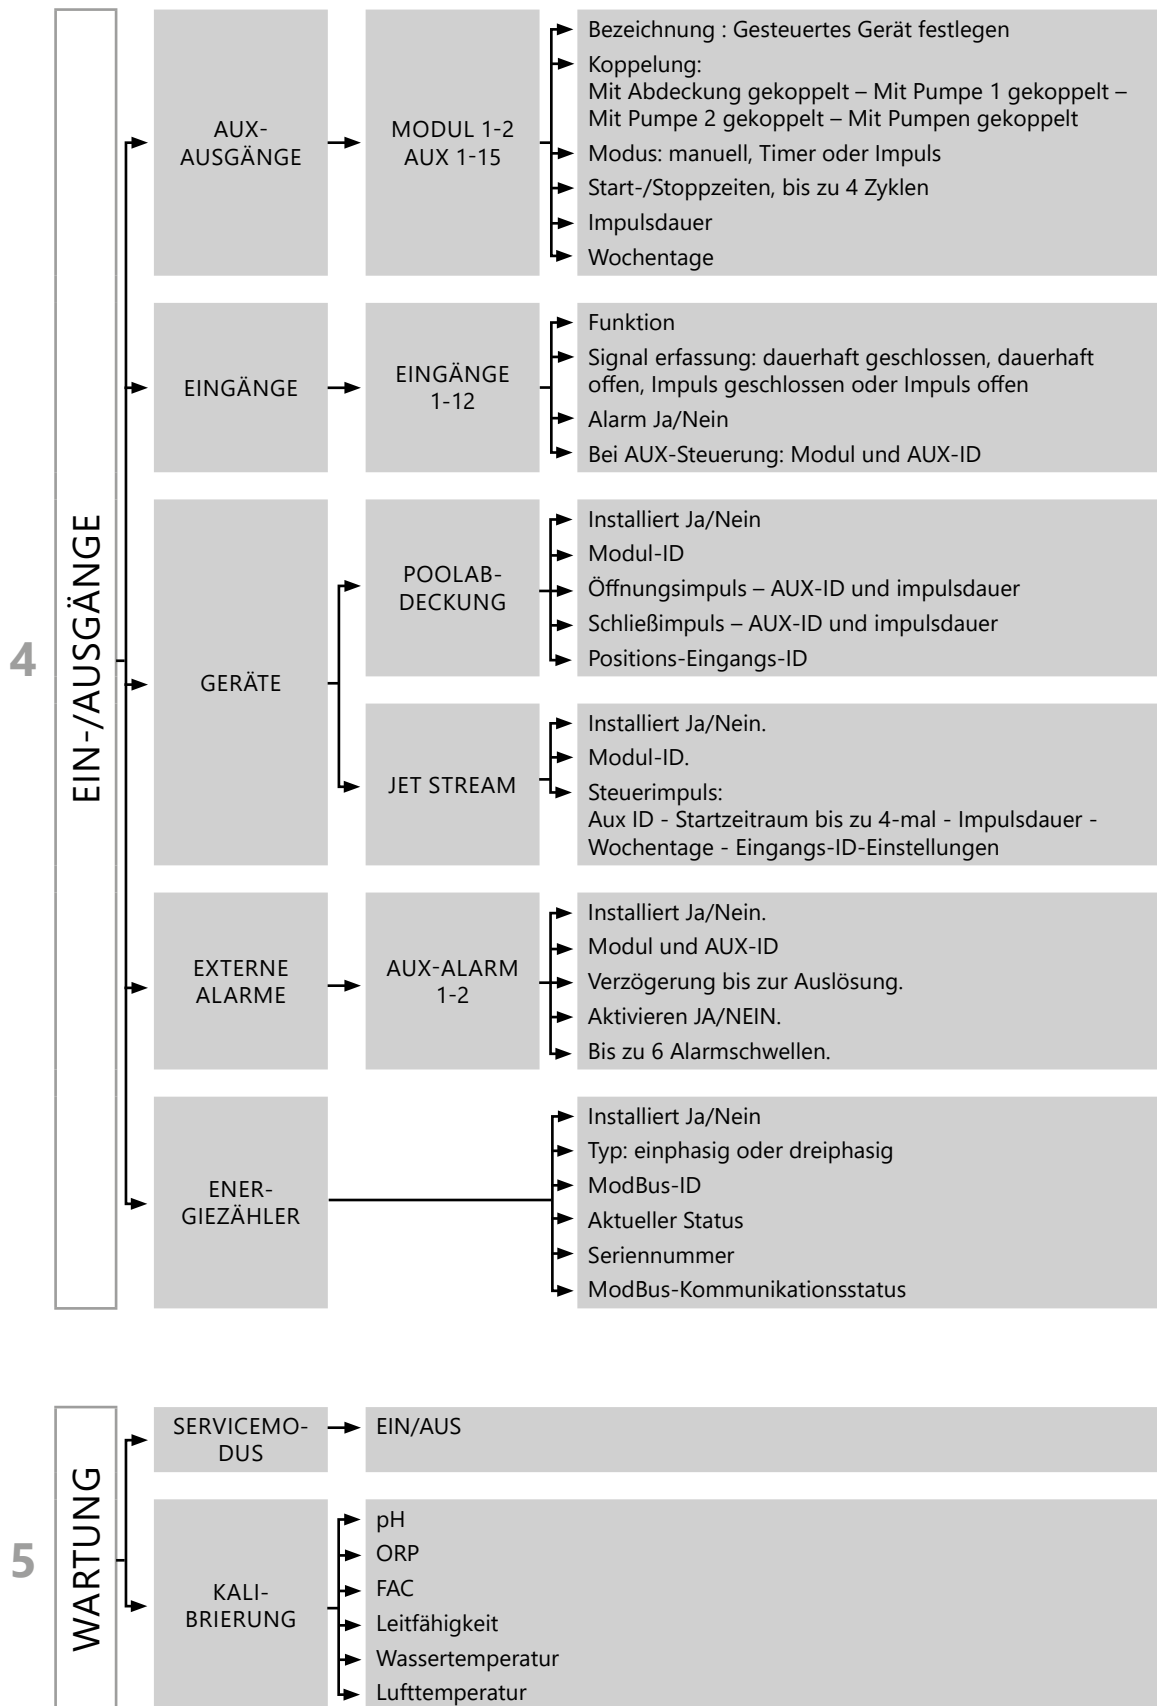 4
EIN-/AUSGÄNGE
AUX-
AUSGÄNGE
MODUL 1-2
AUX 1-15
Bezeichnung : Gesteuertes Gerät festlegen
Koppelung:
Mit Abdeckung gekoppelt – Mit Pumpe 1 gekoppelt –
Mit Pumpe 2 gekoppelt – Mit Pumpen gekoppelt
Modus: manuell, Timer oder Impuls
Start-/Stoppzeiten, bis zu 4 Zyklen
Impulsdauer
Wochentage
EINGÄNGE
EINGÄNGE
1-12
Funktion
Signal erfassung: dauerhaft geschlossen, dauerhaft
offen, Impuls geschlossen oder Impuls offen
Alarm Ja/Nein
Bei AUX-Steuerung: Modul und AUX-ID
GERÄTE
POOLAB-
DECKUNG
Installiert Ja/Nein
Modul-ID
Öffnungsimpuls – AUX-ID und impulsdauer
Schließimpuls – AUX-ID und impulsdauer
Positions-Eingangs-ID
JET STREAM
Installiert Ja/Nein.
Modul-ID.
Steuerimpuls:
Aux ID - Startzeitraum bis zu 4-mal - Impulsdauer -
Wochentage - Eingangs-ID-Einstellungen
EXTERNE
ALARME
AUX-ALARM
1-2
Installiert Ja/Nein.
Modul und AUX-ID
Verzögerung bis zur Auslösung.
Aktivieren JA/NEIN.
Bis zu 6 Alarmschwellen.
ENER-
GIEZÄHLER
Installiert Ja/Nein
Typ: einphasig oder dreiphasig
ModBus-ID
Aktueller Status
Seriennummer
ModBus-Kommunikationsstatus
5
WARTUNG
SERVICEMO-
DUS
EIN/AUS
KALI-
BRIERUNG
pH
ORP
FAC
Leitfähigkeit
Wassertemperatur
Lufttemperatur